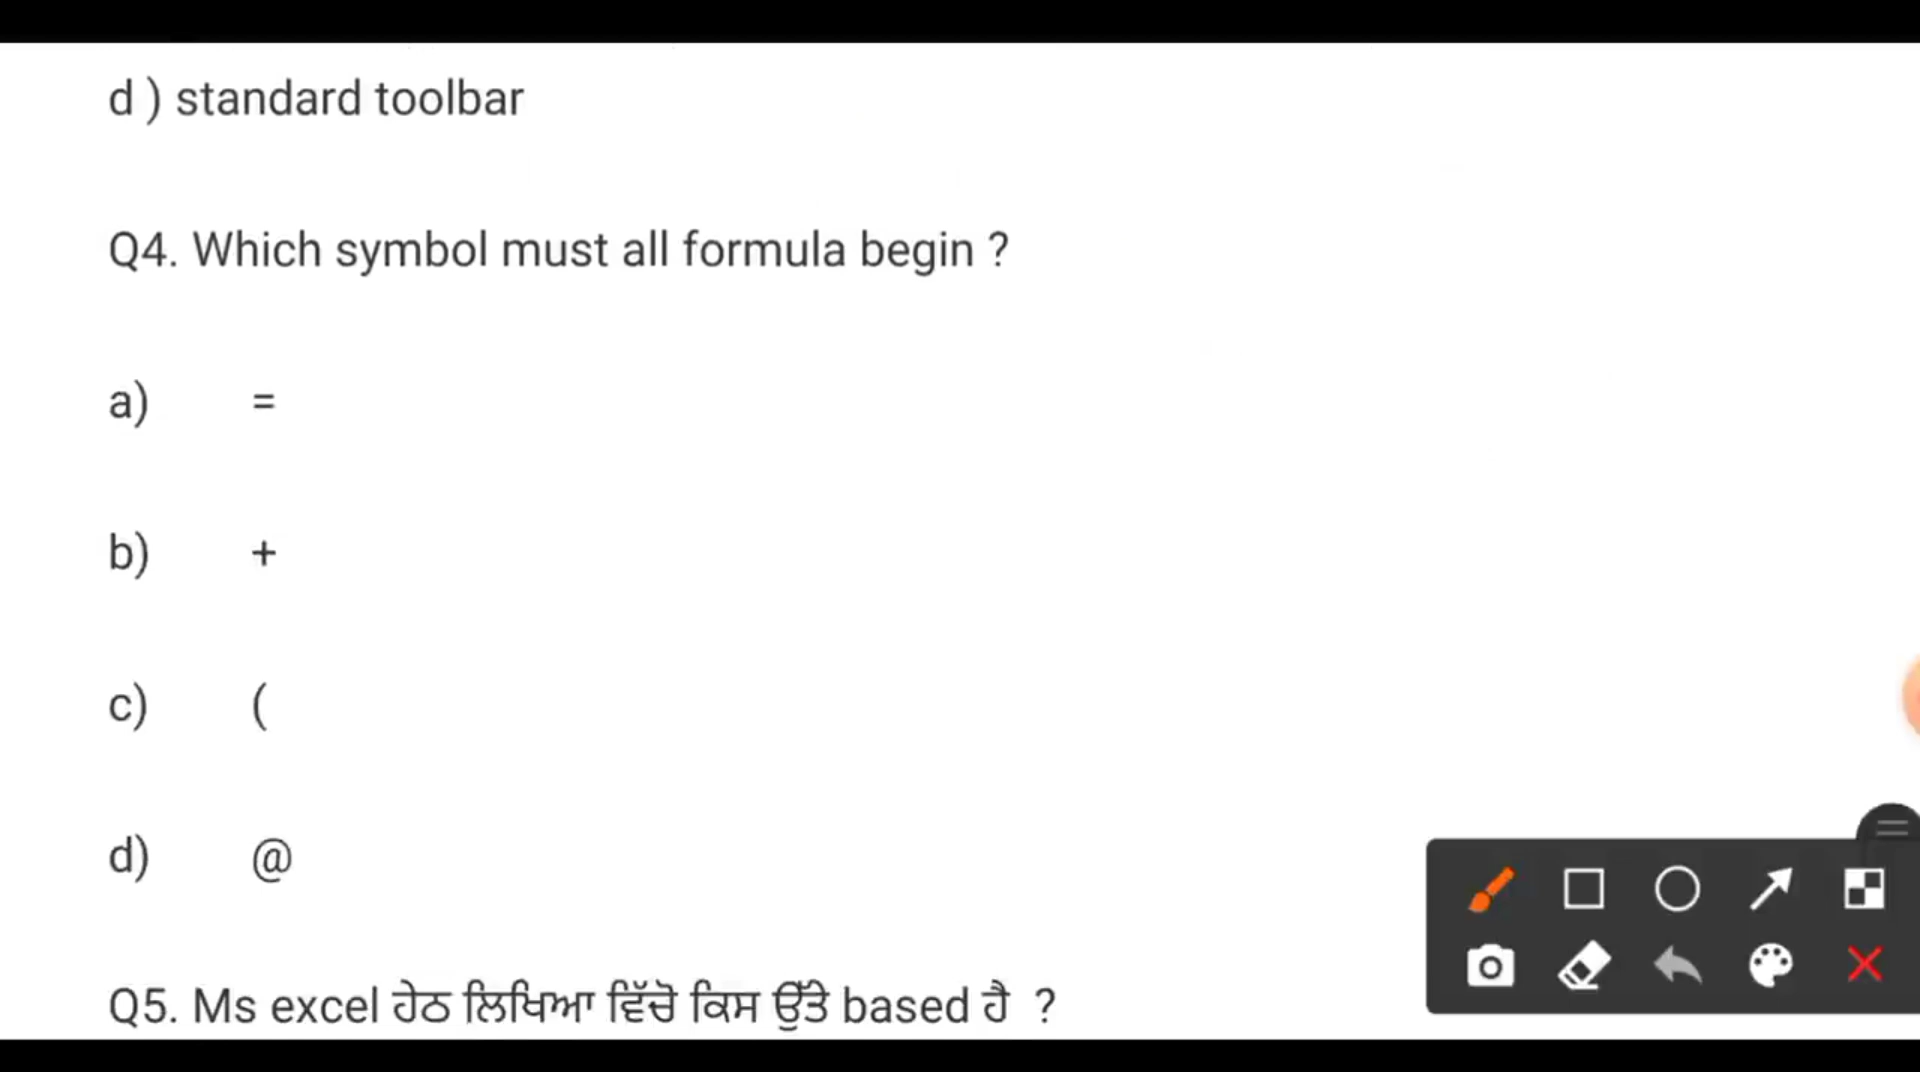 d ) standard toolbar
Q4. Which symbol must all formula begin ?
a) =
b) +
c) (
d) @
Q5. Ms excel ਹੇਠ ਲਿਖਿਆ ਵਿੱਚੋ ਕਿਸ ਉੱਤੇ based ਹੈ ?